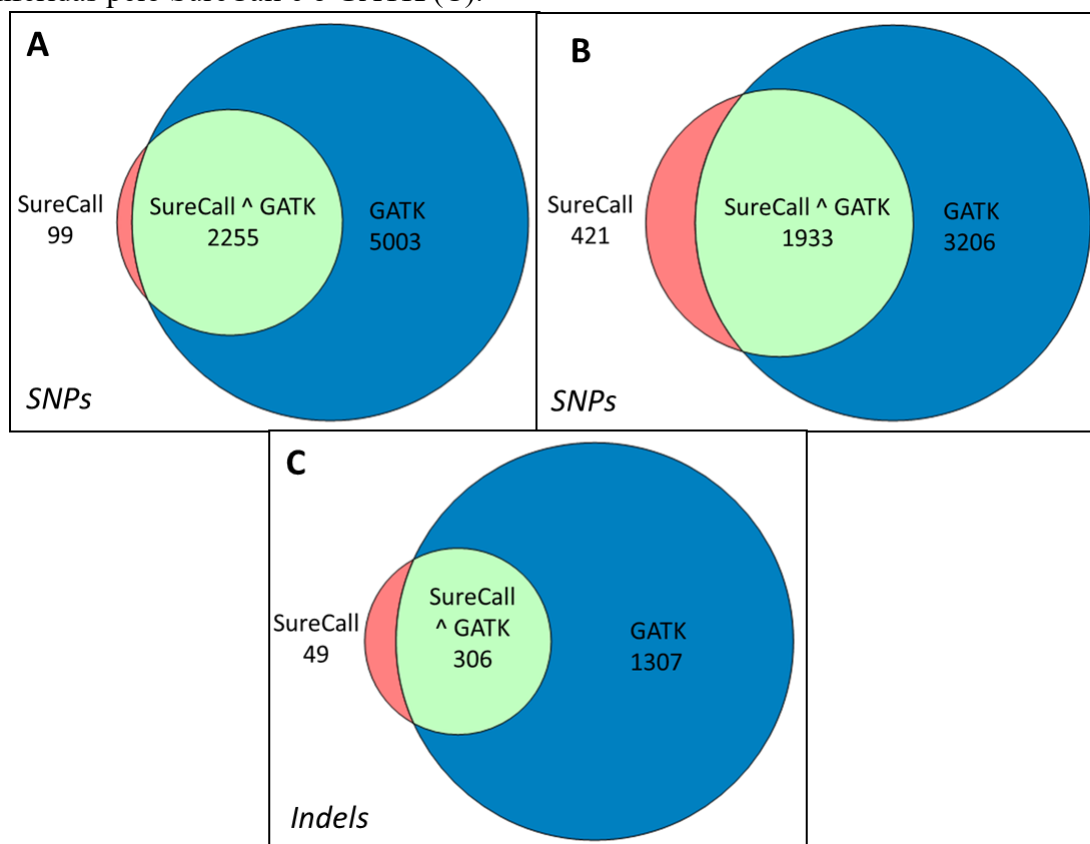 (C).
A
SureCall
99
SureCall ^ GATK
2255
GATK
5003
SNPs
B
SureCall
421
SureCall ^ GATK
1933
GATK
3206
SNPs
C
SureCall
49
SureCall
^ GATK
306
GATK
1307
Indels